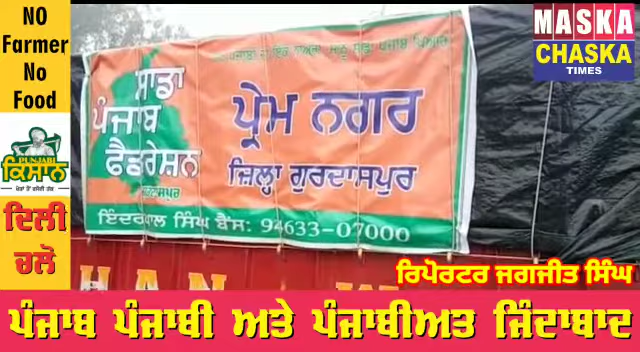 NO
Farmer
No
Food
PUNJABI
ਕਿਸਾਨ
ਦਿਲੀ
ਚਲੋ
MASKA
CHASKA
TIMES
ਸਾਡਾ
ਪੰਜਾਬ
ਫੈਡਰੇਸ਼ਨ
ਪ੍ਰੇਮ ਨਗਰ
ਜ਼ਿਲ੍ਹਾ ਗੁਰਦਾਸਪੁਰ
ਇੰਦਰਪਾਲ ਸਿੰਘ ਬੈਂਸ: 94633-07000
ਰਿਪੋਰਟਰ ਜਗਜੀਤ ਸਿੰਘ
ਪੰਜਾਬ ਪੰਜਾਬੀ ਅਤੇ ਪੰਜਾਬੀਅਤ ਜ਼ਿੰਦਾਬਾਦ